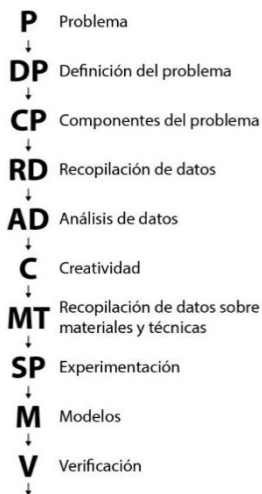 P Problema
DP Definición del problema
CP Componentes del problema
RD Recopilación de datos
AD Análisis de datos
C Creatividad
MT Recopilación de datos sobre
materiales y técnicas
SP Experimentación
M Modelos
V Verificación